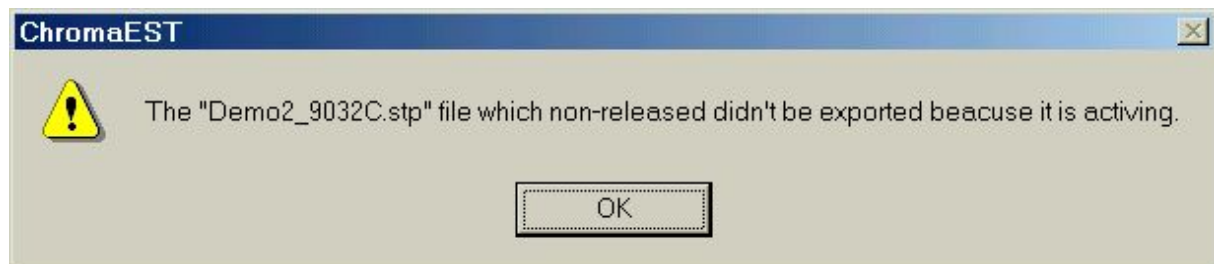 ChromaEST
The "Demo2_9032C.stp" file which non-released didn't be exported beacuse it is activing.
OK